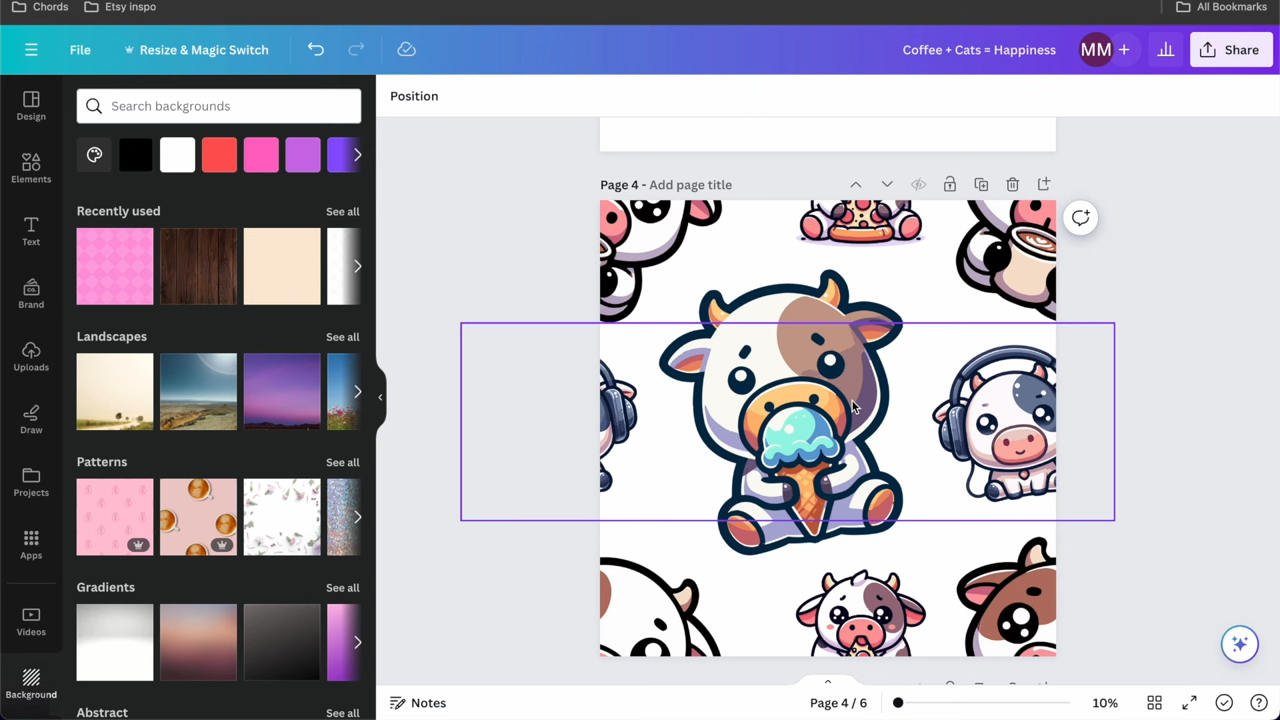 Chords
Etsy inspo
All Bookmarks
File
Resize & Magic Switch
Coffee + Cats = Happiness
MM
+
Share
Design
Elements
Text
Brand
Uploads
Draw
Projects
Apps
Videos
Background
Search backgrounds
Recently used
See all
Landscapes
See all
Patterns
See all
Gradients
See all
Abstract
See all
Position
Page 4 - Add page title
Notes
Page 4 / 6
10%